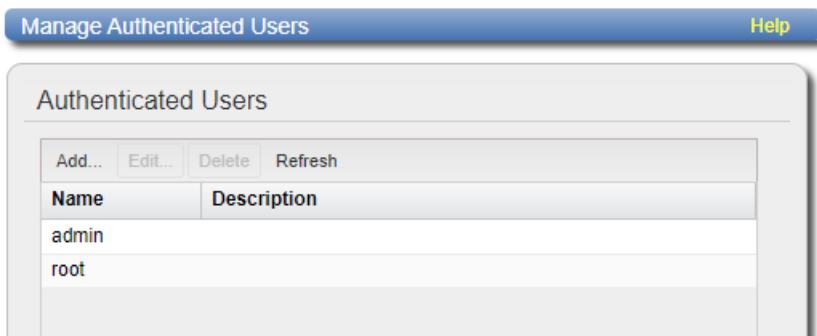 Manage Authenticated Users Help
Authenticated Users
Add... Edit... Delete Refresh
Name Description
admin
root